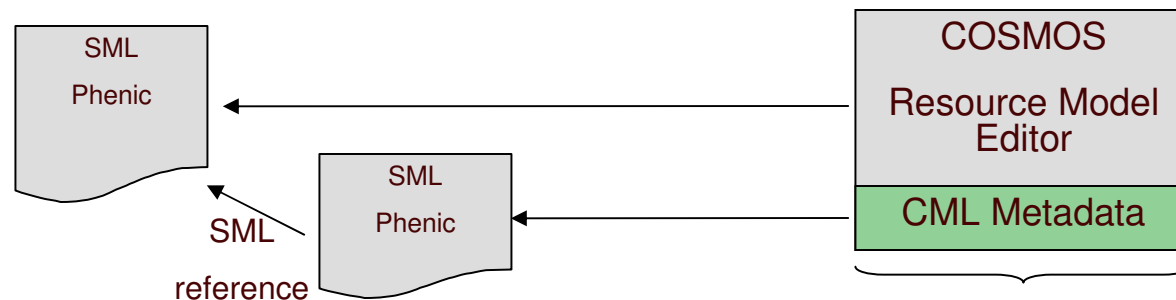 SML
Phenic
COSMOS
Resource Model
Editor
SML
Phenic
CML Metadata
SML
reference